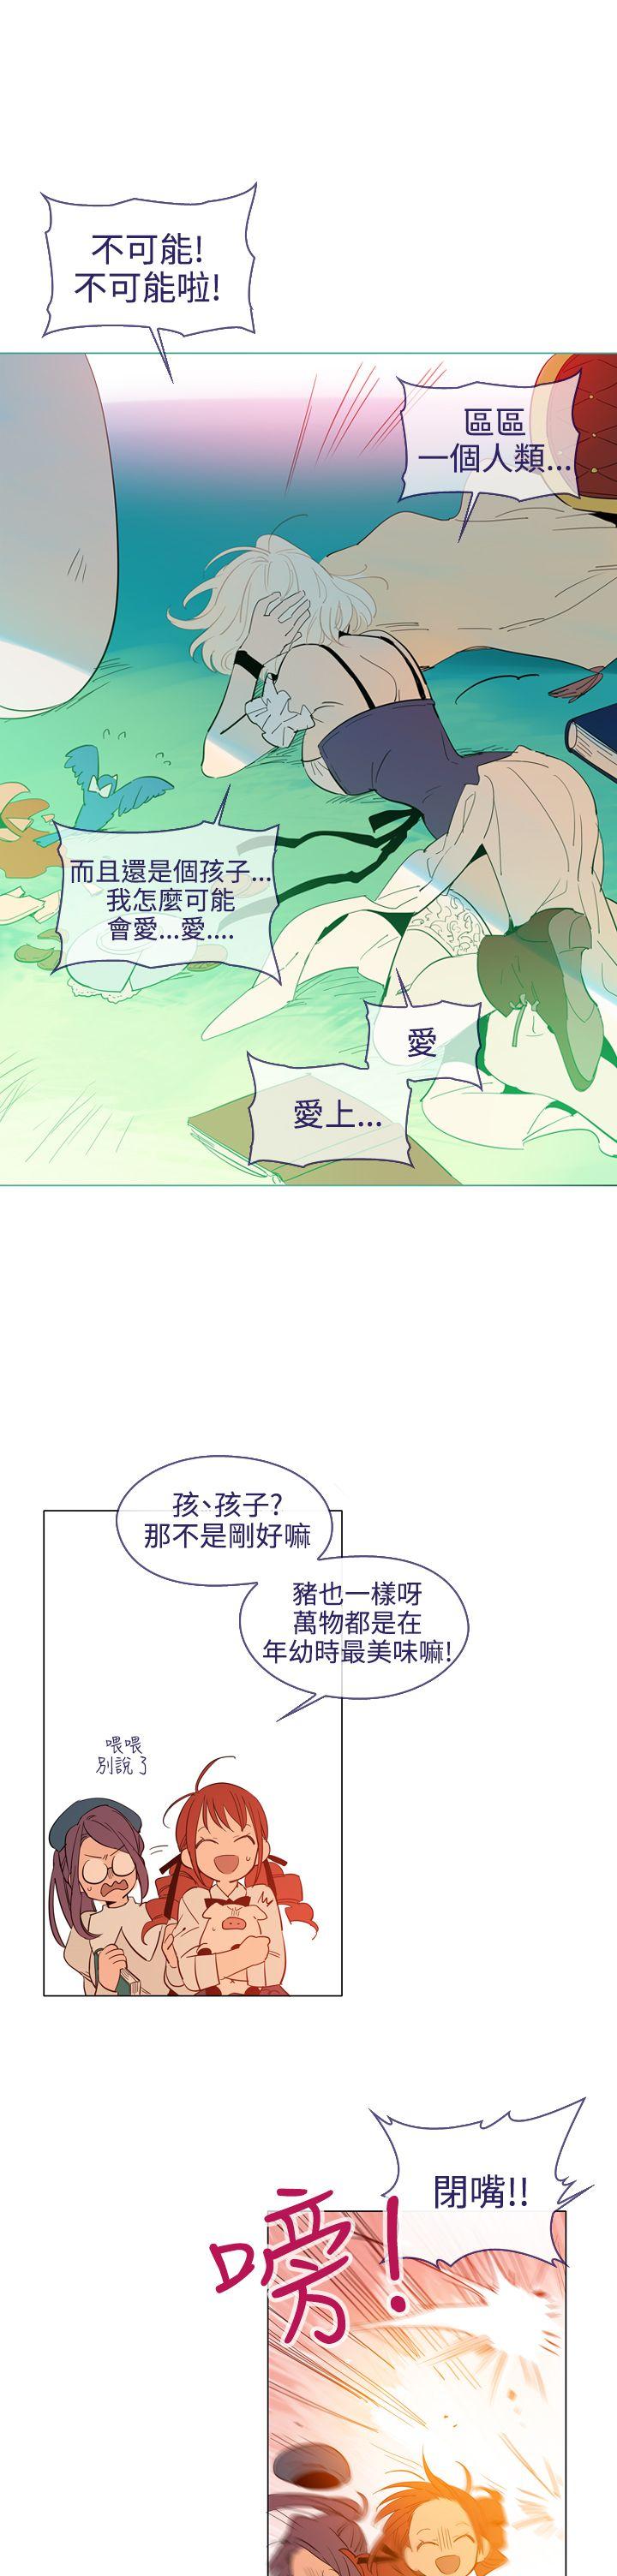 不可能!
不可能啦!
區區
一個人類...
而且還是個孩子...
我怎麼可能
會愛...愛....
愛
愛上...
孩、孩子?
那不是剛好嘛
豬也一樣呀
萬物都是在
年幼時最美味嘛!
喂喂
別說了
閉嘴!!
嗙!